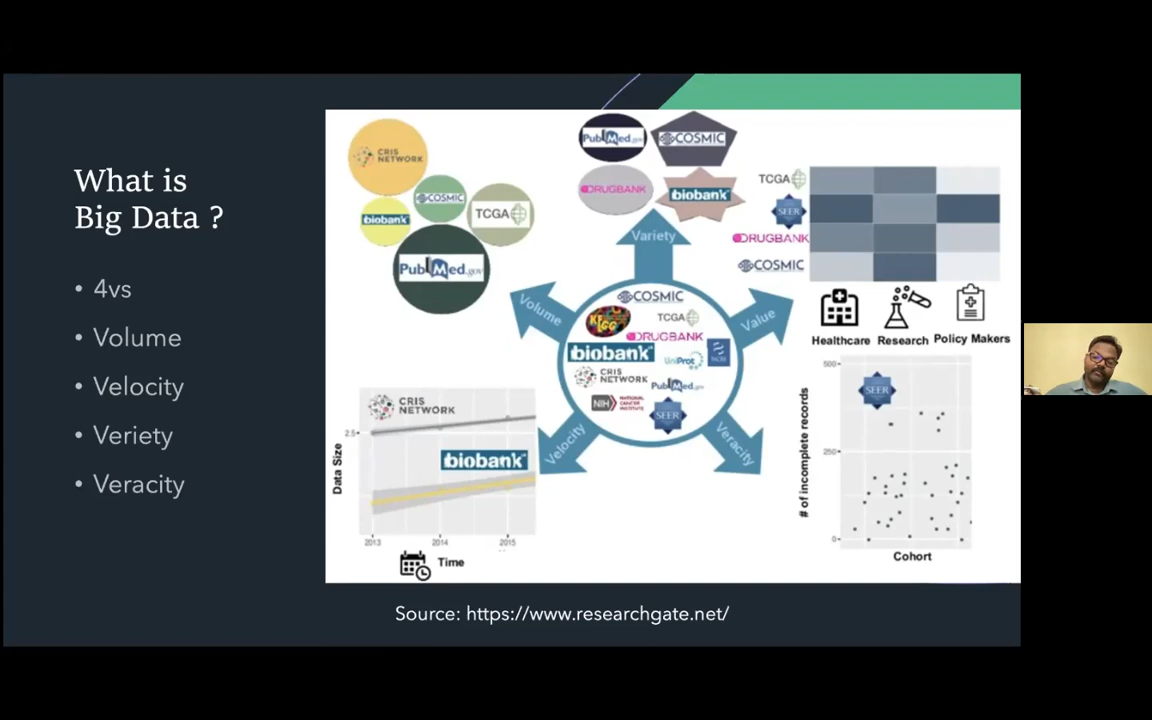 What is
Big Data ?
• 4vs
• Volume
• Velocity
• Veriety
• Veracity
CRIS
NETWORK
COSMIC
biobank
TCGA
PubMed.gov
PubMed.gov
COSMIC
DRUGBANK
biobank
Variety
Volume
Value
Velocity
Veracity
COSMIC
KEGG
TCGA
DRUGBANK
biobank
UniProt
CRIS
NETWORK
PubMed.gov
NIH
NATIONAL
CANCER
INSTITUTE
SEER
TCGA
SEER
DRUGBANK
COSMIC
Healthcare
Research
Policy Makers
CRIS
NETWORK
biobank
Data Size
2.5
2013
2014
2015
Time
SEER
# of incomplete records
500
250
0
Cohort
Source: https://www.researchgate.net/